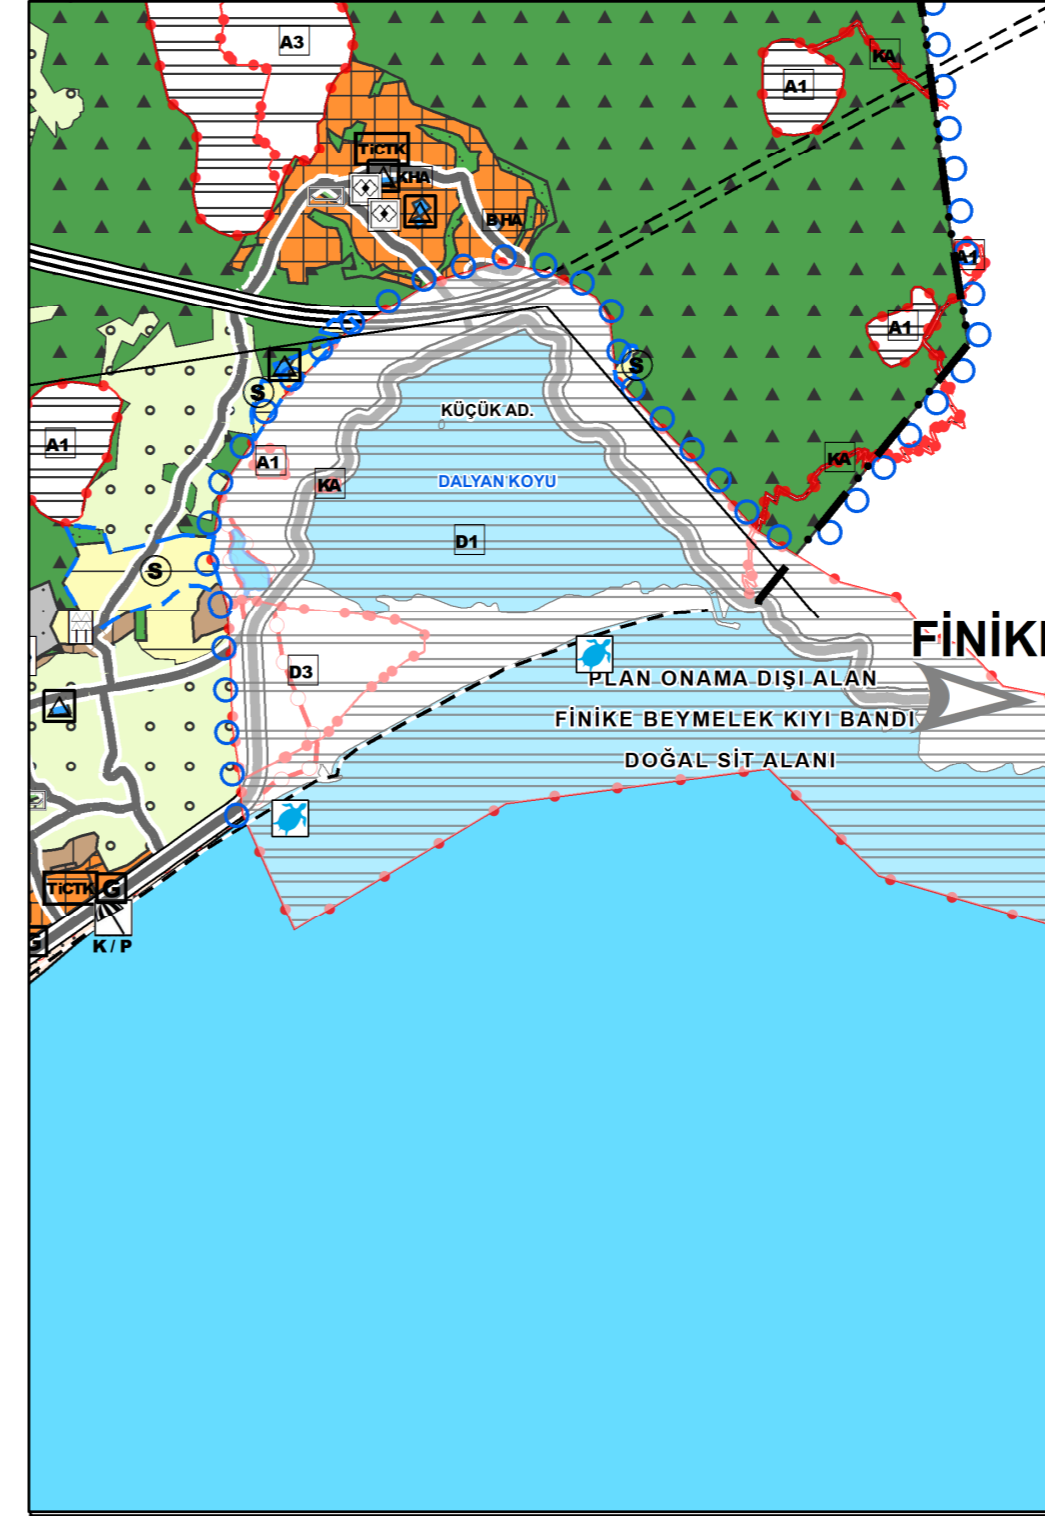 A3
KA
A1
TİCTK
KHA
BHA
A1
A1
S
S
KÜÇÜK AD.
A1
A1
KA
DALYAN KOYU
KA
D1
S
FİNİKE
D3
PLAN ONAMA DIŞI ALAN
FİNİKE BEYMELEK KIYI BANDI
DOĞAL SİT ALANI
TİCTK
G
G
K / P